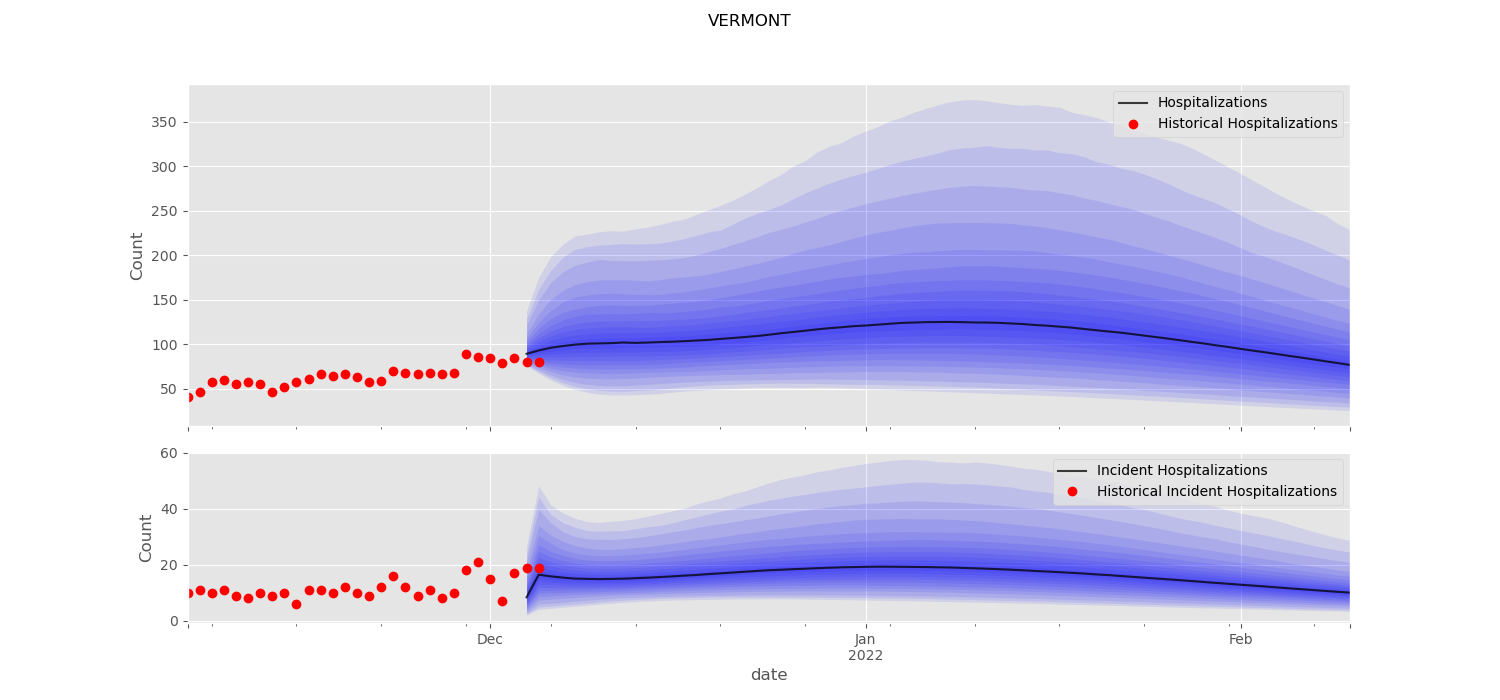 VERMONT
Hospitalizations
Historical Hospitalizations
350
300
250
200
150
100
50
Count
Incident Hospitalizations
Historical Incident Hospitalizations
60
40
20
0
Count
Dec
Jan
2022
Feb
date